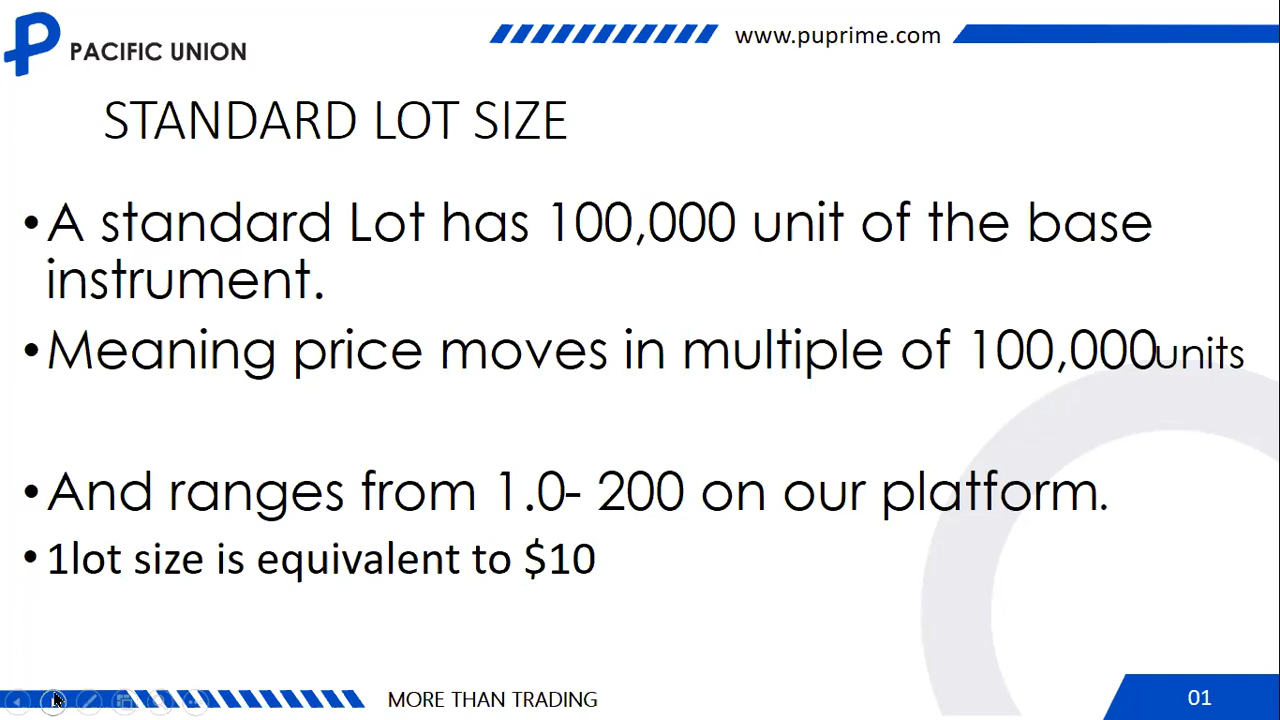 PACIFIC UNION
www.puprime.com
STANDARD LOT SIZE
•A standard Lot has 100,000 unit of the base
instrument.
•Meaning price moves in multiple of 100,000units
•And ranges from 1.0- 200 on our platform.
•1lot size is equivalent to $10
MORE THAN TRADING
01